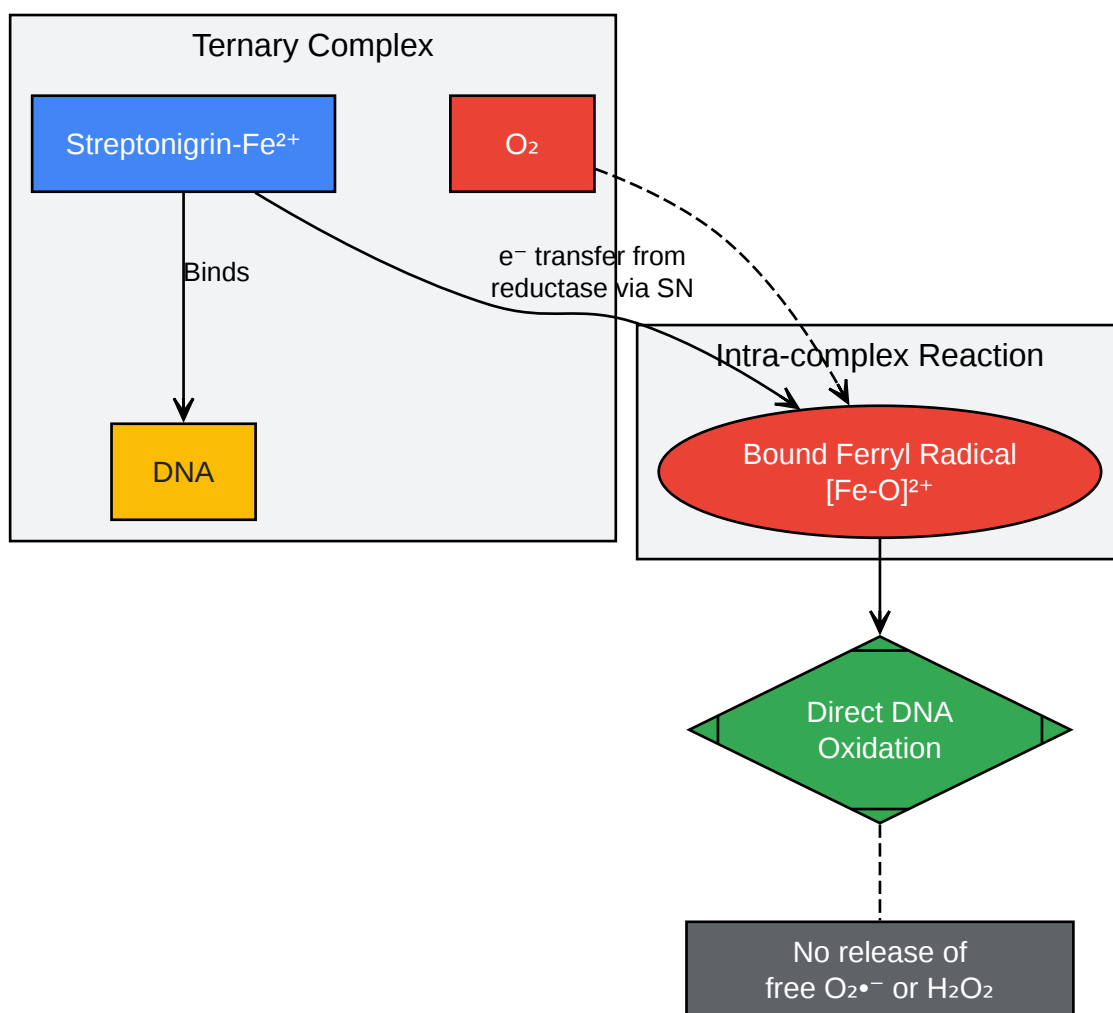 Ternary Complex
Streptonigrin-Fe²⁺
O₂
Binds
e⁻ transfer from
reductase via SN
DNA
Intra-complex Reaction
Bound Ferryl Radical
[Fe-O]²⁺
Direct DNA
Oxidation
No release of
free O₂•⁻ or H₂O₂